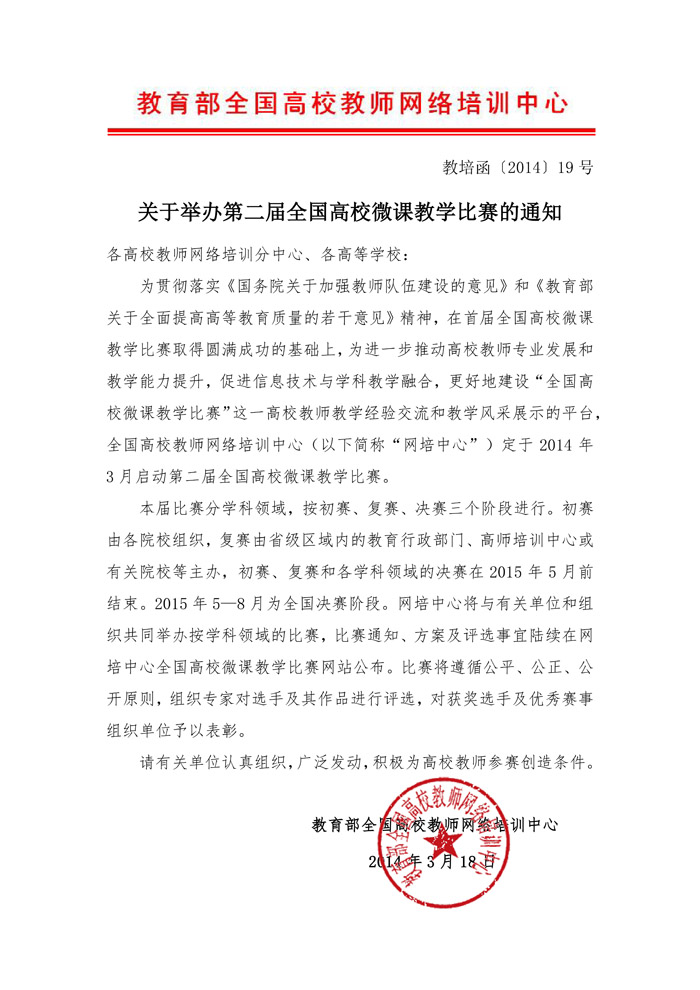 教育部全国高校教师网络培训中心
教培函〔2014〕19 号
关于举办第二届全国高校微课教学比赛的通知
各高校教师网络培训分中心、各高等学校：
为贯彻落实《国务院关于加强教师队伍建设的意见》和《教育部
关于全面提高高等教育质量的若干意见》精神，在首届全国高校微课
教学比赛取得圆满成功的基础上，为进一步推动高校教师专业发展和
教学能力提升，促进信息技术与学科教学融合，更好地建设“全国高
校微课教学比赛”这一高校教师教学经验交流和教学风采展示的平台，
全国高校教师网络培训中心（以下简称“网培中心”）定于 2014 年
3 月启动第二届全国高校微课教学比赛。
本届比赛分学科领域，按初赛、复赛、决赛三个阶段进行。初赛
由各院校组织，复赛由省级区域内的教育行政部门、高师培训中心或
有关院校等主办，初赛、复赛和各学科领域的决赛在 2015 年 5 月前
结束。2015 年 5—8 月为全国决赛阶段。网培中心将与有关单位和组
织共同举办按学科领域的比赛，比赛通知、方案及评选事宜陆续在网
培中心全国高校微课教学比赛网站公布。比赛将遵循公平、公正、公
开原则，组织专家对选手及其作品进行评选，对获奖选手及优秀赛事
组织单位予以表彰。
请有关单位认真组织，广泛发动，积极为高校教师参赛创造条件。
教育部全国高校教师网络培训中心
2014 年 3 月 18 日
教育部全国高校教师网络培训中心